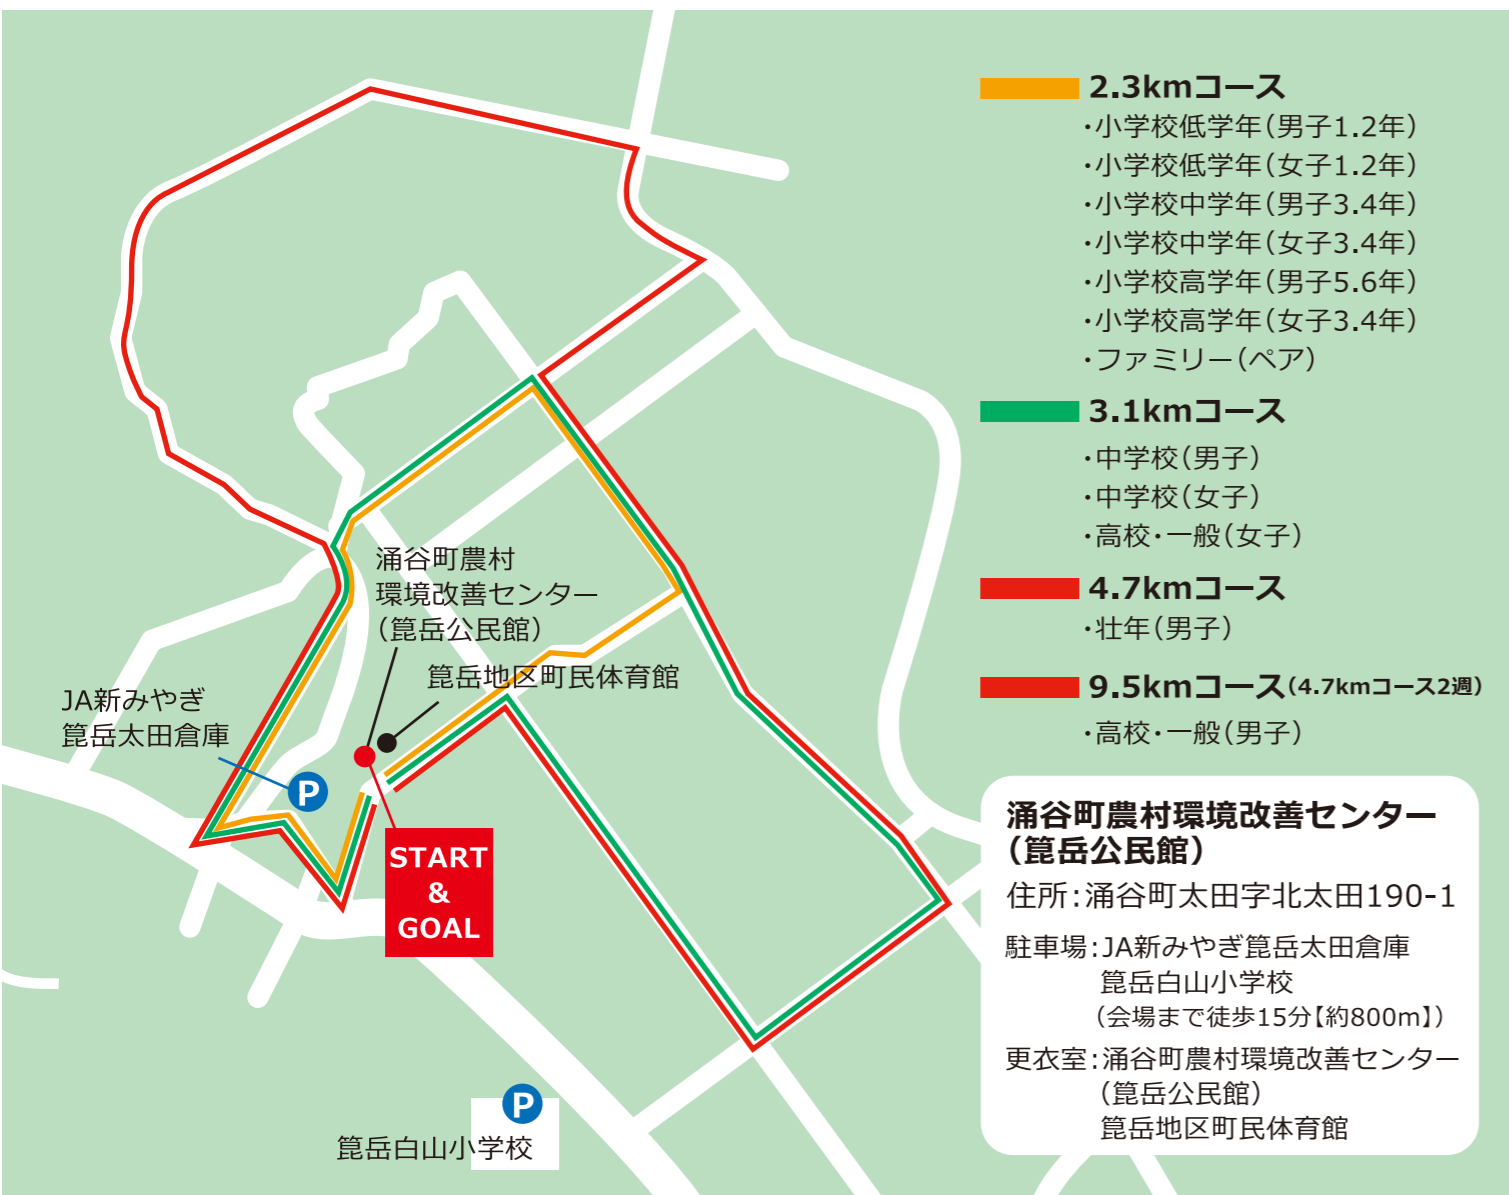 2.3kmコース
・小学校低学年（男子1.2年）
・小学校低学年（女子1.2年）
・小学校中学年（男子3.4年）
・小学校中学年（女子3.4年）
・小学校高学年（男子5.6年）
・小学校高学年（女子3.4年）
・ファミリー（ペア）
3.1kmコース
・中学校（男子）
・中学校（女子）
・高校・一般（女子）
4.7kmコース
・壮年（男子）
9.5kmコース（4.7kmコース2週）
・高校・一般（男子）
涌谷町農村
環境改善センター
（箟岳公民館）
箟岳地区町民体育館
JA新みやぎ
箟岳太田倉庫
P
START
&
GOAL
P
箟岳白山小学校
涌谷町農村環境改善センター
（箟岳公民館）
住所：涌谷町太田字北太田190-1
駐車場：JA新みやぎ箟岳太田倉庫
箟岳白山小学校
（会場まで徒歩15分【約800m】）
更衣室：涌谷町農村環境改善センター
（箟岳公民館）
箟岳地区町民体育館